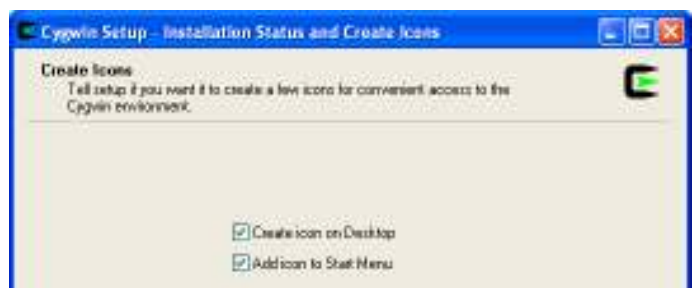 Cygwin Setup - Installation Status and Create Icons
Create Icons
Tell setup if you want it to create a few icons for convenient access to the
Cygwin environment.
Create icon on Desktop
Add icon to Start Menu